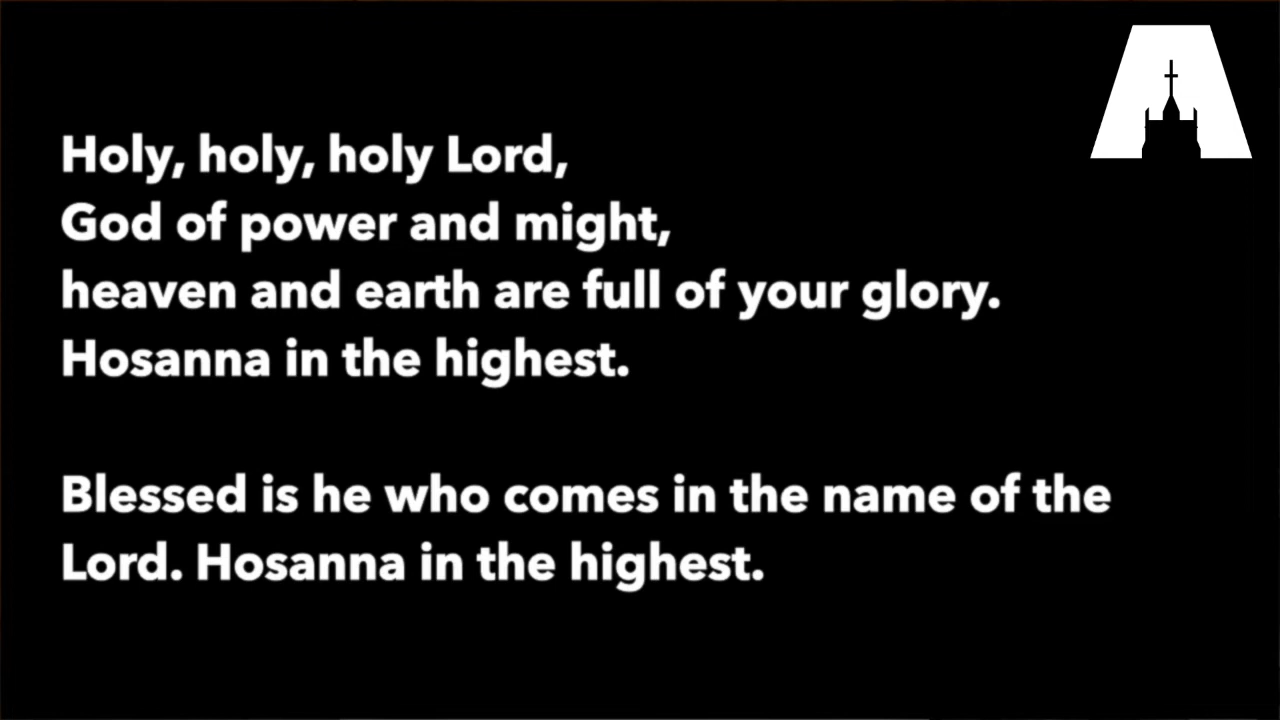 Holy, holy, holy Lord,
God of power and might,
heaven and earth are full of your glory.
Hosanna in the highest.
Blessed is he who comes in the name of the
Lord. Hosanna in the highest.